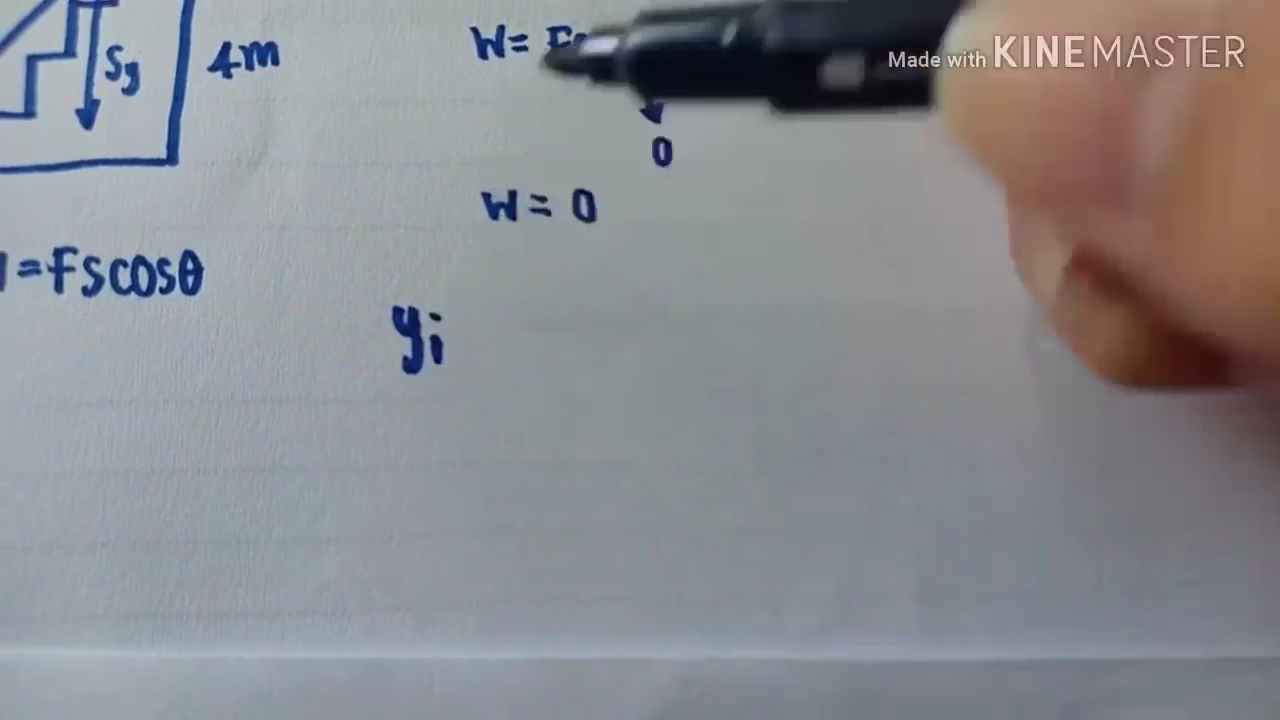 Made with KINEMASTER
W=
4m
Sy
0
W = 0
=Fscosθ
yi